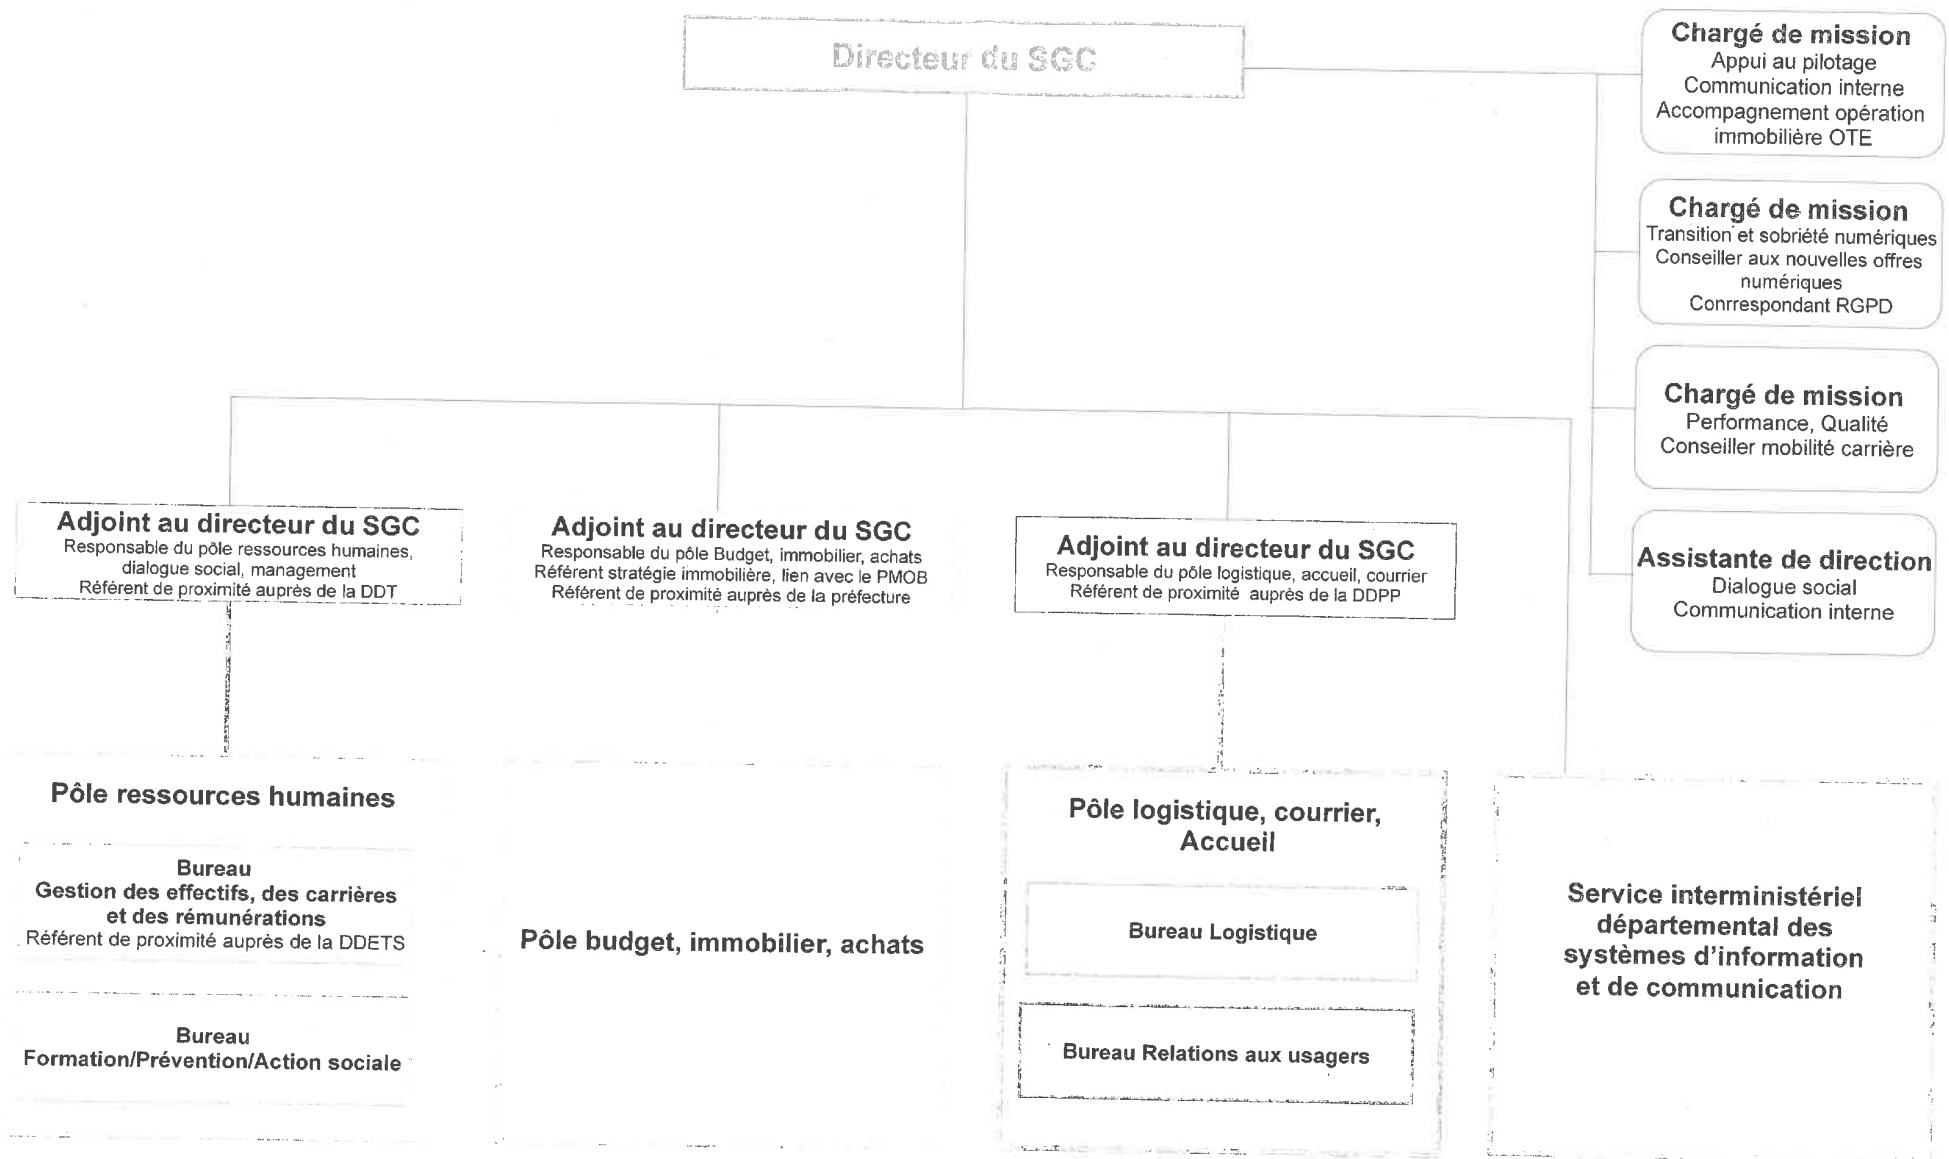 Directeur du SGC
Chargé de mission
Appui au pilotage
Communication interne
Accompagnement opération
immobilière OTE
Chargé de mission
Transition et sobriété numériques
Conseiller aux nouvelles offres
numériques
Conrrespondant RGPD
Chargé de mission
Performance, Qualité
Conseiller mobilité carrière
Assistante de direction
Dialogue social
Communication interne
Adjoint au directeur du SGC
Responsable du pôle ressources humaines,
dialogue social, management
Référent de proximité auprès de la DDT
Adjoint au directeur du SGC
Responsable du pôle Budget, immobilier, achats
Référent stratégie immobilière, lien avec le PMOB
Référent de proximité auprès de la préfecture
Adjoint au directeur du SGC
Responsable du pôle logistique, accueil, courrier
Référent de proximité auprès de la DDPP
Pôle ressources humaines
Bureau
Gestion des effectifs, des carrières
et des rémunérations
Référent de proximité auprès de la DDETS
Bureau
Formation/Prévention/Action sociale
Pôle budget, immobilier, achats
Pôle logistique, courrier,
Accueil
Bureau Logistique
Bureau Relations aux usagers
Service interministériel
départemental des
systèmes d'information
et de communication